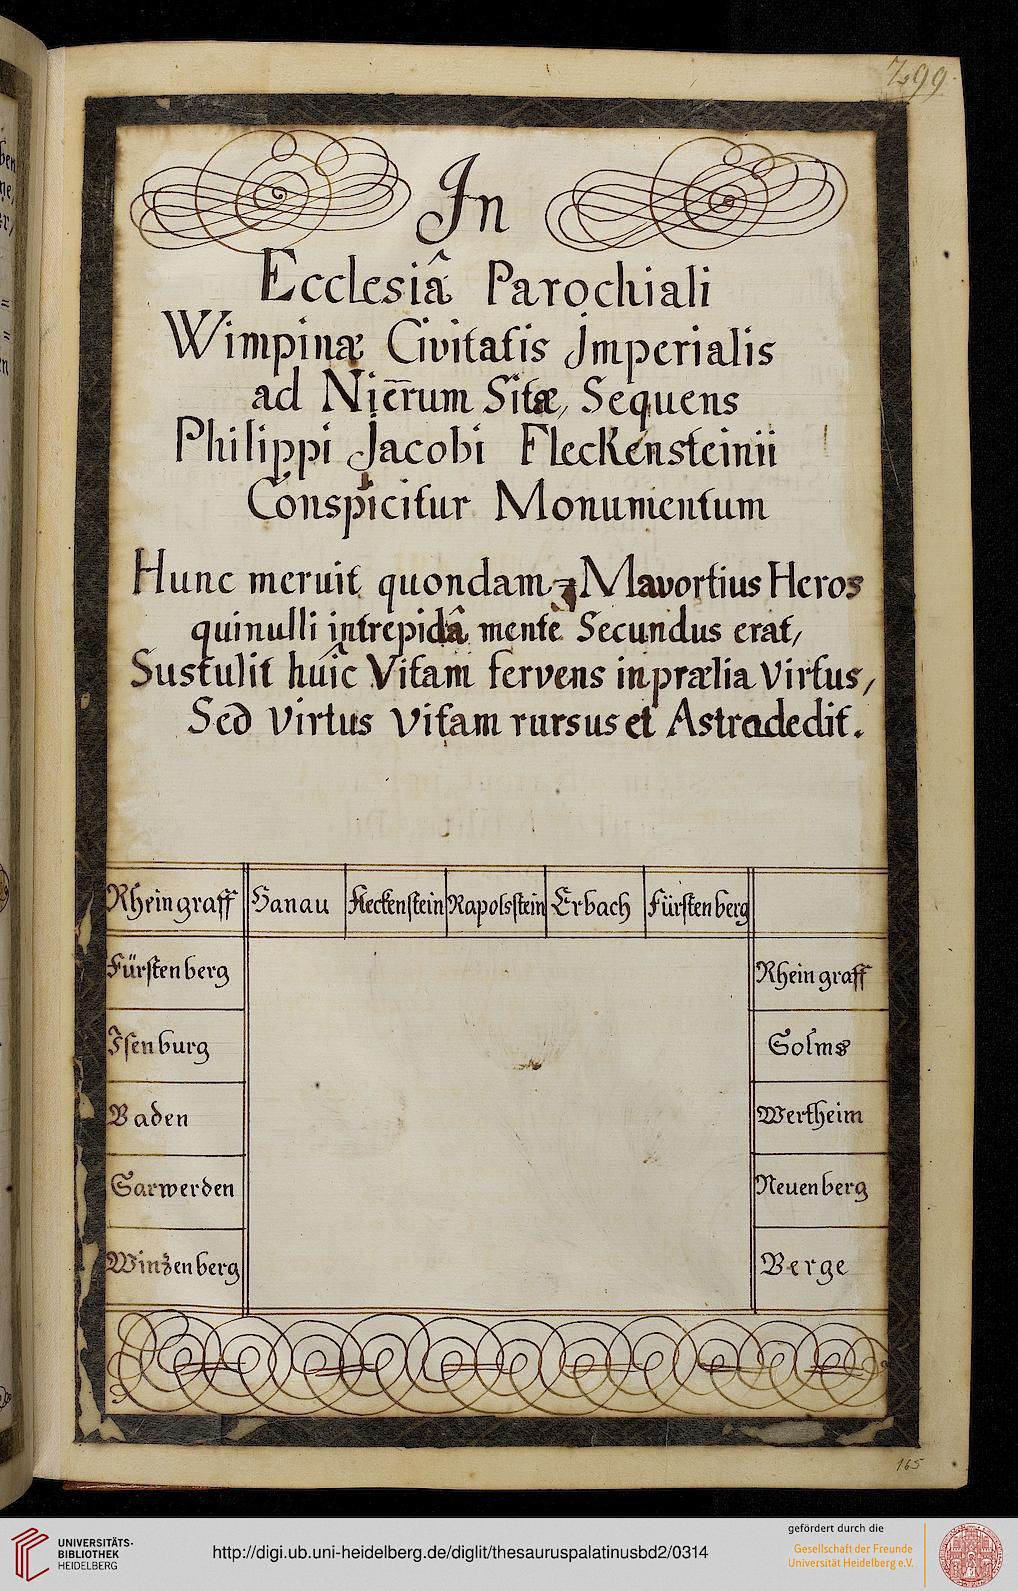 299.
In
Ecclesiâ Parochiali
Wimpinæ Civitatis Jmperialis
ad Nicrum Sitæ, Sequens
Philippi Jacobi Fleckensteinii
Conspicitur Monumentum
Hunc meruit quondam Mavortius Heros
qui nulli intrepidâ mente Secundus erat,
Sustulit huic Vitam fervens in prælia virtus,
Sed virtus vitam rursus et Astra dedit.
Rheingraff Hanau Fleckenstein Rapolsstein Erbach Fürstenberg
Fürstenberg Rheingraff
Isenburg Solms
Baden Wertheim
Sarwerden Neuenberg
Winzenberg Berge
165
UNIVERSITÄTS-
BIBLIOTHEK
HEIDELBERG
http://digi.ub.uni-heidelberg.de/diglit/thesauruspalatinusbd2/0314
gefördert durch die
Gesellschaft der Freunde
Universität Heidelberg e.V.